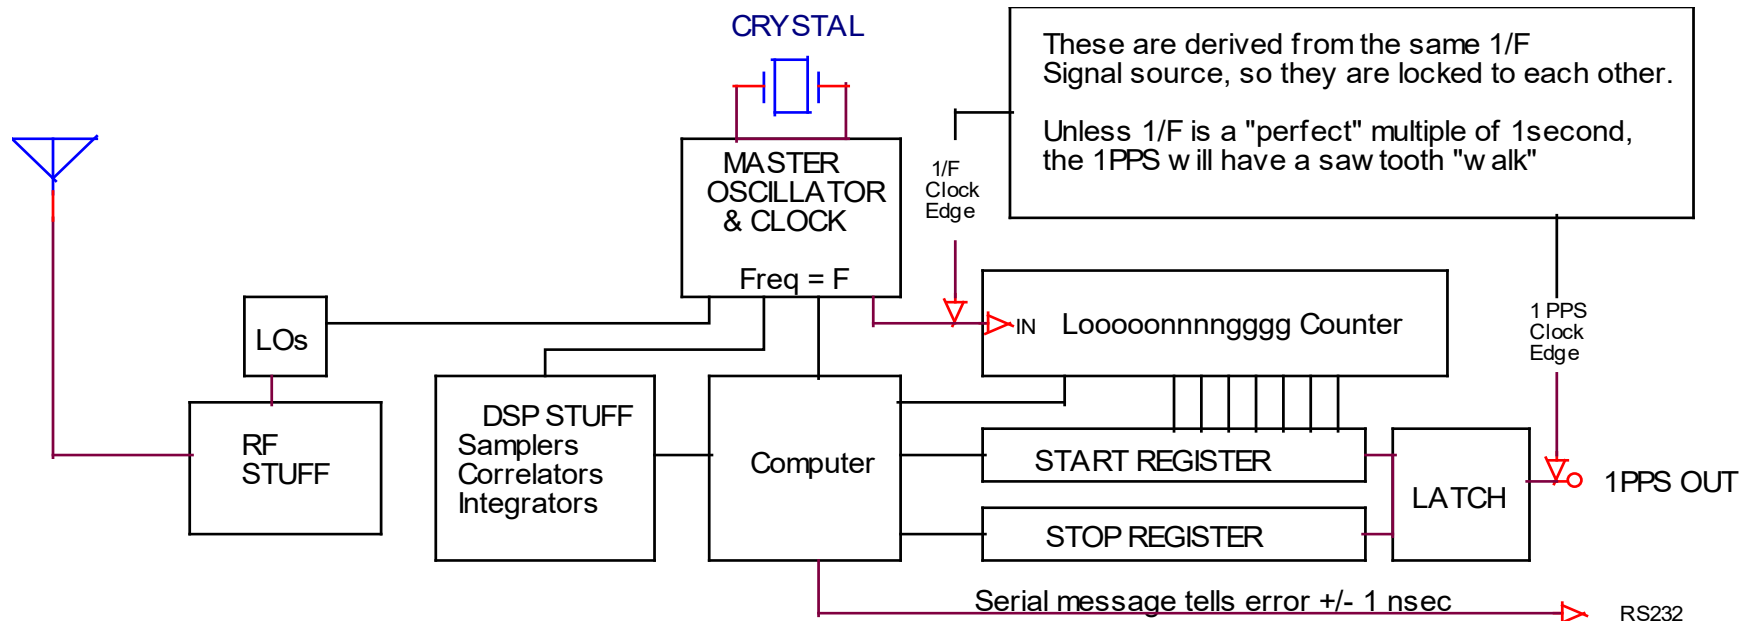 CRYSTAL
These are derived from the same 1/F
Signal source, so they are locked to each other.
Unless 1/F is a "perfect" multiple of 1second,
the 1PPS will have a saw tooth "walk"
MASTER
OSCILLATOR
& CLOCK
Freq = F
1/F
Clock
Edge
LOs
IN
Looooonnnngggg Counter
1 PPS
Clock
Edge
RF
STUFF
DSP STUFF
Samplers
Correlators
Integrators
Computer
START REGISTER
STOP REGISTER
LATCH
1PPS OUT
Serial message tells error +/- 1 nsec
RS232